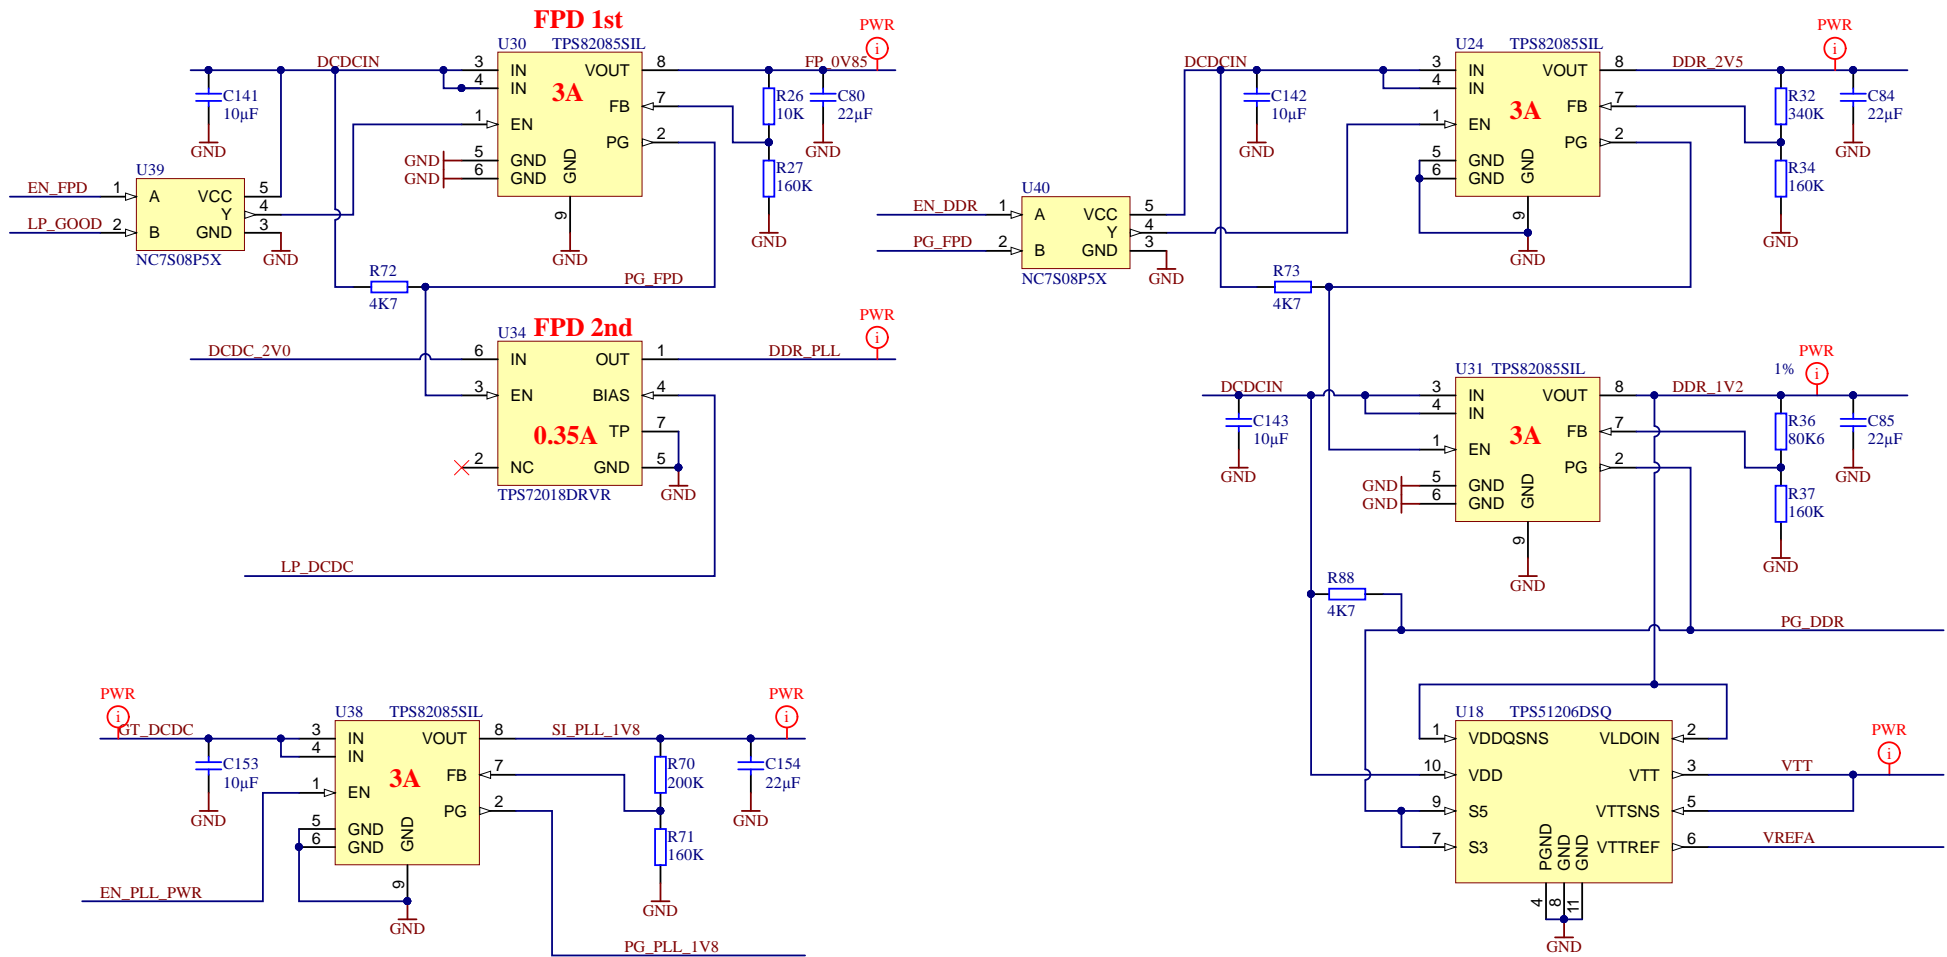 FPD 1st
PWR
i
U30 TPS82085SIL
DCDCIN
3 IN VOUT 8
FP_0V85
4 IN
3A
FB 7
1 EN
PG 2
GND 5 GND
GND 6 GND
GND
9
GND
C141
10µF
GND
R26
10K
C80
22µF
GND
R27
160K
GND
U39
EN_FPD 1 A VCC 5
Y 4
LP_GOOD 2 B GND 3
NC7S08P5X
GND
R72
4K7
PG_FPD
U34 FPD 2nd
PWR
i
DCDC_2V0 6 IN OUT 1 DDR_PLL
3 EN BIAS 4
0.35A
TP 7
2 NC GND 5
TPS72018DRVR
GND
LP_DCDC
PWR
i
GT_DCDC
U38 TPS82085SIL
PWR
i
3 IN VOUT 8 SI_PLL_1V8
4 IN
3A
FB 7
1 EN
PG 2
5 GND
6 GND
GND
9
GND
C153
10µF
GND
R70
200K
C154
22µF
GND
R71
160K
GND
EN_PLL_PWR
PG_PLL_1V8
PWR
i
U24 TPS82085SIL
DCDCIN
3 IN VOUT 8 DDR_2V5
4 IN
3A
FB 7
1 EN
PG 2
5 GND
6 GND
GND
9
GND
C142
10µF
GND
R32
340K
C84
22µF
GND
R34
160K
GND
U40
EN_DDR 1 A VCC 5
Y 4
PG_FPD 2 B GND 3
NC7S08P5X
GND
R73
4K7
PWR
i
1%
U31 TPS82085SIL
DCDCIN
3 IN VOUT 8 DDR_1V2
4 IN
3A
FB 7
1 EN
PG 2
GND 5 GND
GND 6 GND
GND
9
GND
C143
10µF
GND
R36
80K6
C85
22µF
GND
R37
160K
GND
R88
4K7
PG_DDR
U18 TPS51206DSQ
PWR
i
1 VDDQSNS VLDOIN 2
10 VDD VTT 3 VTT
9 S5 VTTSNS 5
7 S3 VTTREF 6 VREFA
PGND GND GND
4 8 11
GND